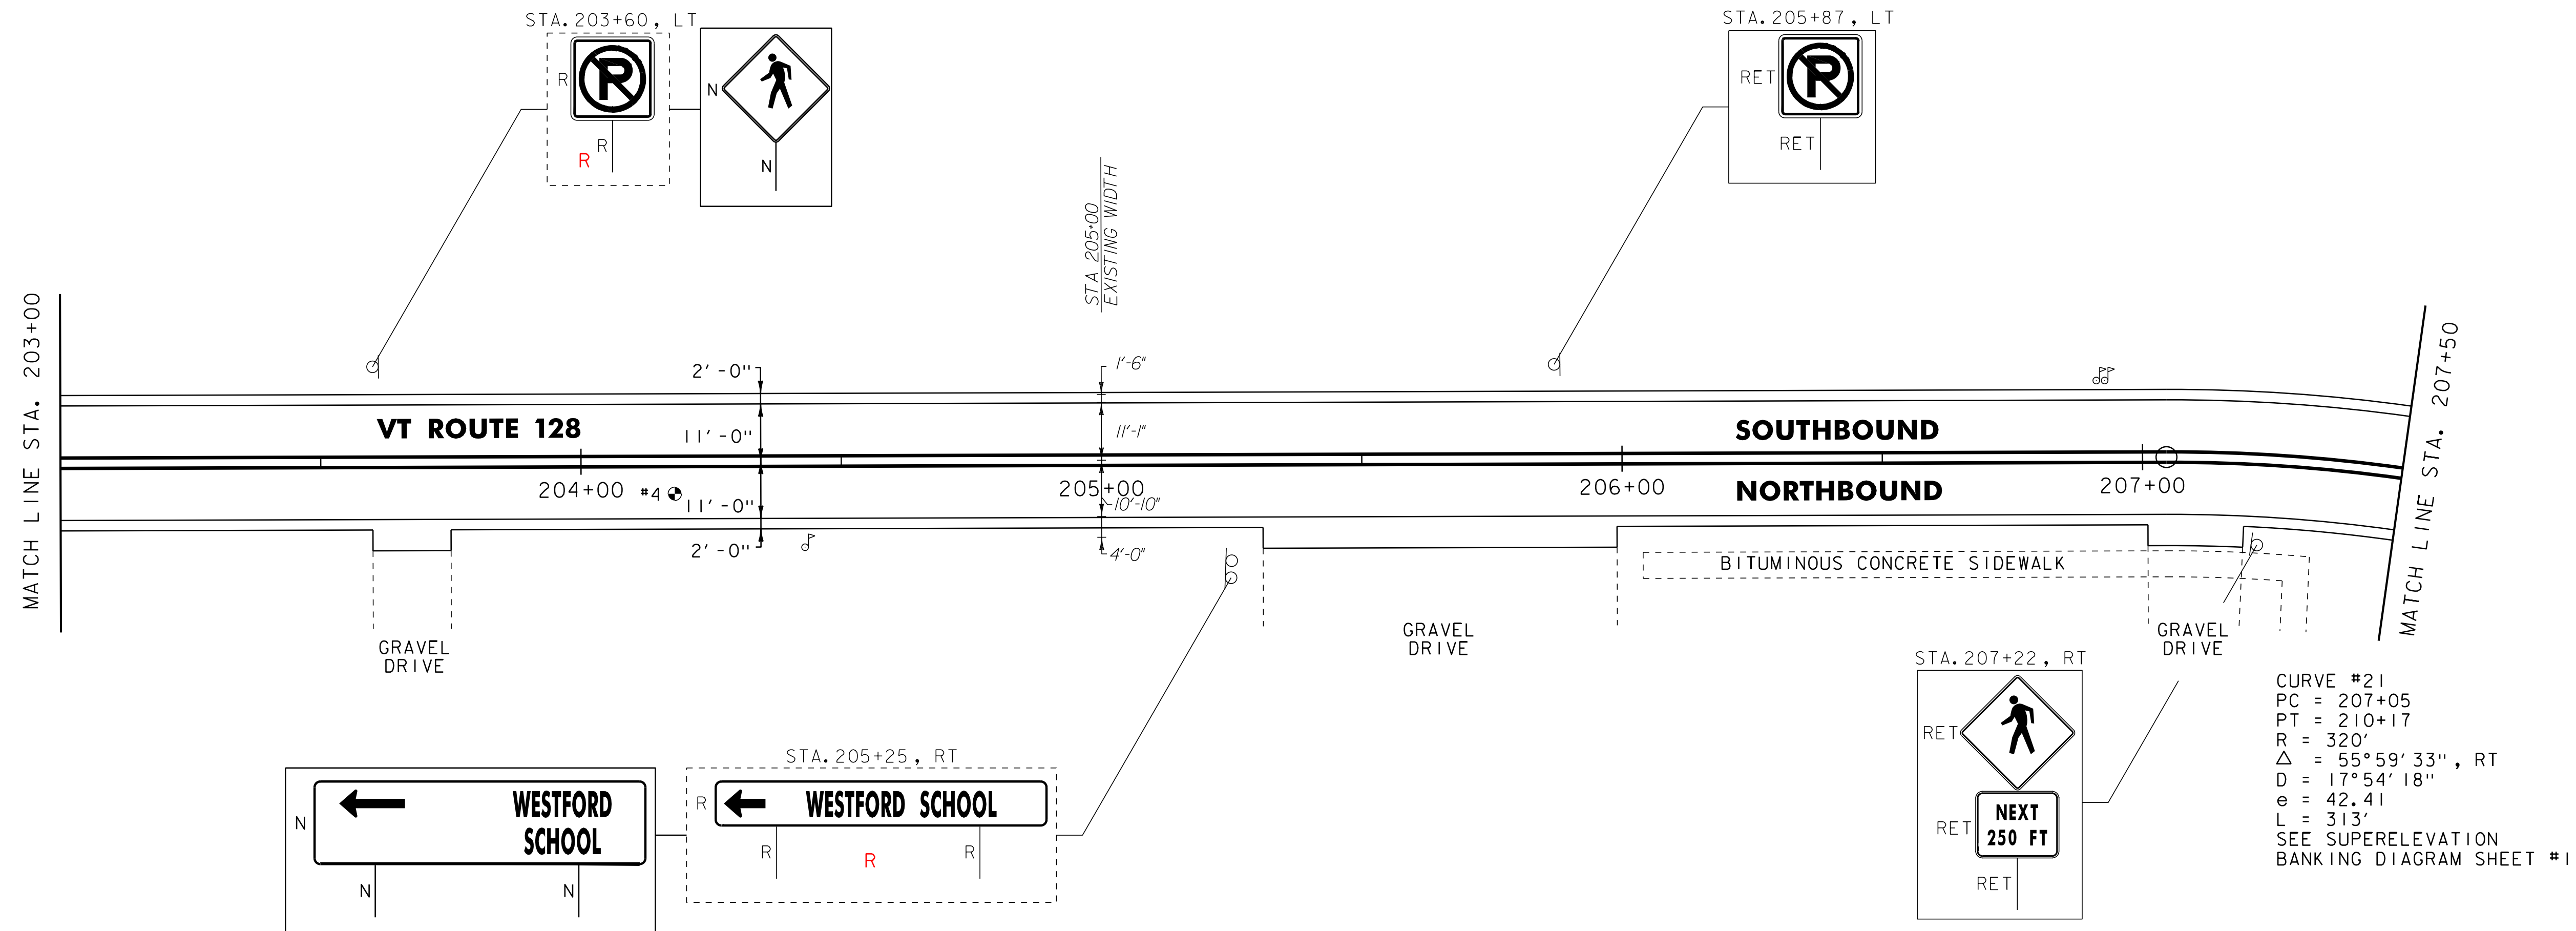 STA. 203+60, LT
R
R
R
N
N
STA. 205+87, LT
RET
RET
STA 205+00
EXISTING WIDTH
MATCH LINE STA. 203+00
MATCH LINE STA. 207+50
2'-0"
1'-6"
VT ROUTE 128
11'-0"
11'-1"
SOUTHBOUND
204+00
#4
205+00
206+00
207+00
11'-0"
10'-10"
NORTHBOUND
2'-0"
4'-0"
BITUMINOUS CONCRETE SIDEWALK
GRAVEL
DRIVE
GRAVEL
DRIVE
GRAVEL
DRIVE
STA. 207+22, RT
RET
RET
NEXT
250 FT
RET
CURVE #21
PC = 207+05
PT = 210+17
R = 320'
△ = 55°59'33", RT
D = 17°54'18"
e = 42.41
L = 313'
SEE SUPERELEVATION
BANKING DIAGRAM SHEET #1
STA. 205+25, RT
R
WESTFORD SCHOOL
R
R
R
N
WESTFORD
SCHOOL
N
N